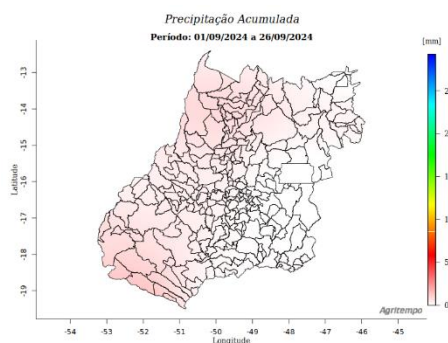 Precipitação Acumulada
Período: 01/09/2024 a 26/09/2024
[mm]
-13
-14
-15
-16
-17
-18
-19
Latitude
-54 -53 -52 -51 -50 -49 -48 -47 -46 -45
Longitude
Agritempo
0